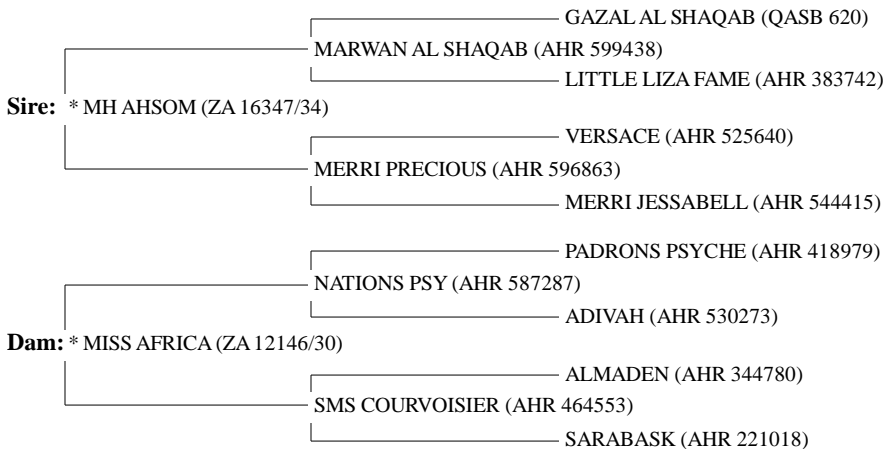 GAZAL AL SHAQAB (QASB 620)
MARWAN AL SHAQAB (AHR 599438)
LITTLE LIZA FAME (AHR 383742)
Sire: * MH AHSOM (ZA 16347/34)
VERSACE (AHR 525640)
MERRI PRECIOUS (AHR 596863)
MERRI JESSABELL (AHR 544415)
PADRONS PSYCHE (AHR 418979)
NATIONS PSY (AHR 587287)
ADIVAH (AHR 530273)
Dam: * MISS AFRICA (ZA 12146/30)
ALMADEN (AHR 344780)
SMS COURVOISIER (AHR 464553)
SARABASK (AHR 221018)